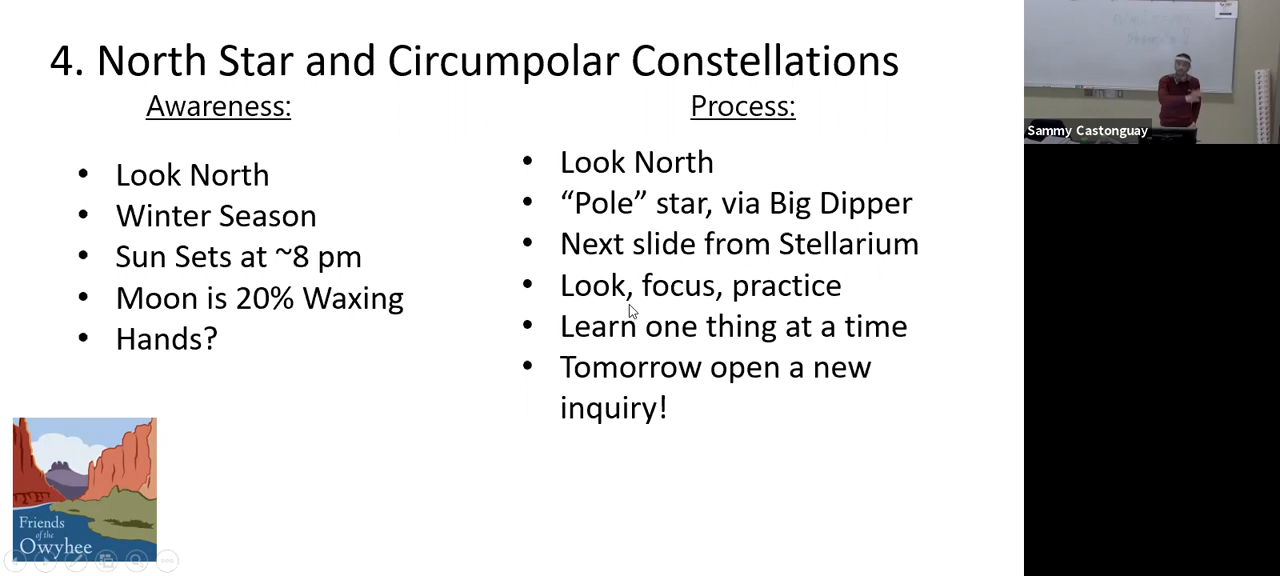 4. North Star and Circumpolar Constellations
Awareness:
• Look North
• Winter Season
• Sun Sets at ~8 pm
• Moon is 20% Waxing
• Hands?
Process:
• Look North
• “Pole” star, via Big Dipper
• Next slide from Stellarium
• Look, focus, practice
• Learn one thing at a time
• Tomorrow open a new
inquiry!
Friends
of the
Owyhee
Sammy Castonguay